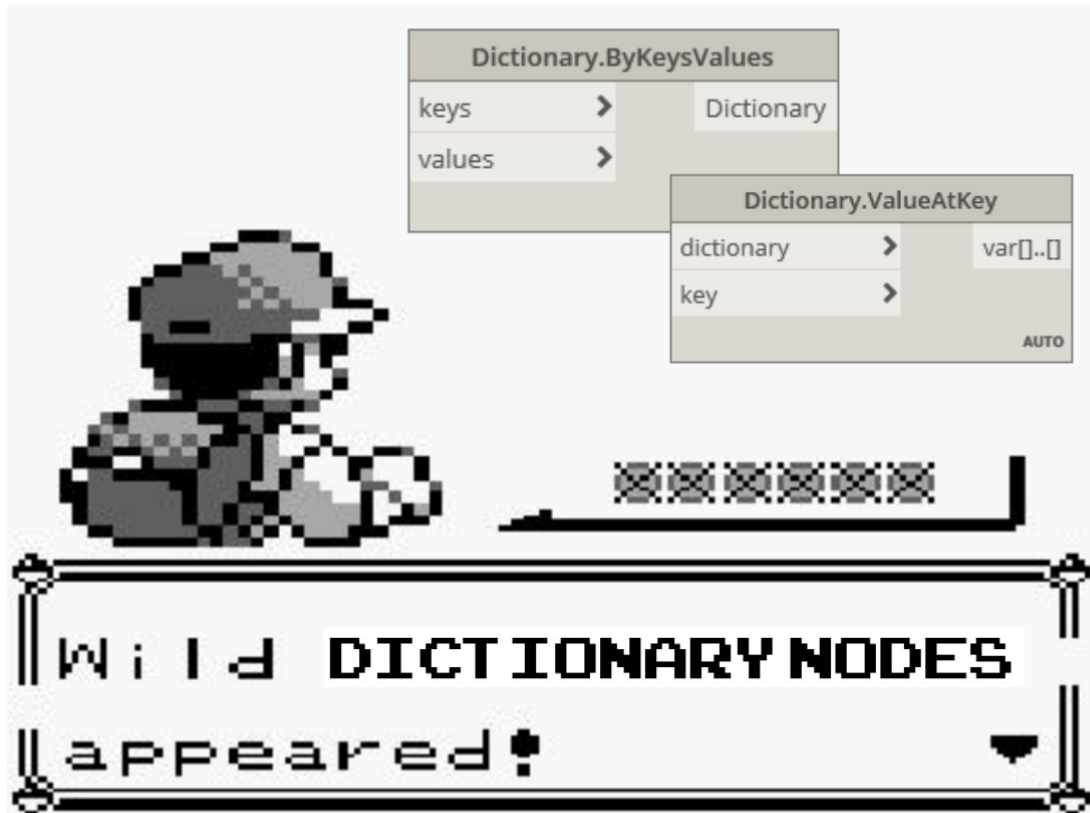 Dictionary.ByKeysValues
keys > Dictionary
values >
Dictionary.ValueAtKey
dictionary > var[]..[]
key >
AUTO
Wild DICTIONARY NODES
appeared!